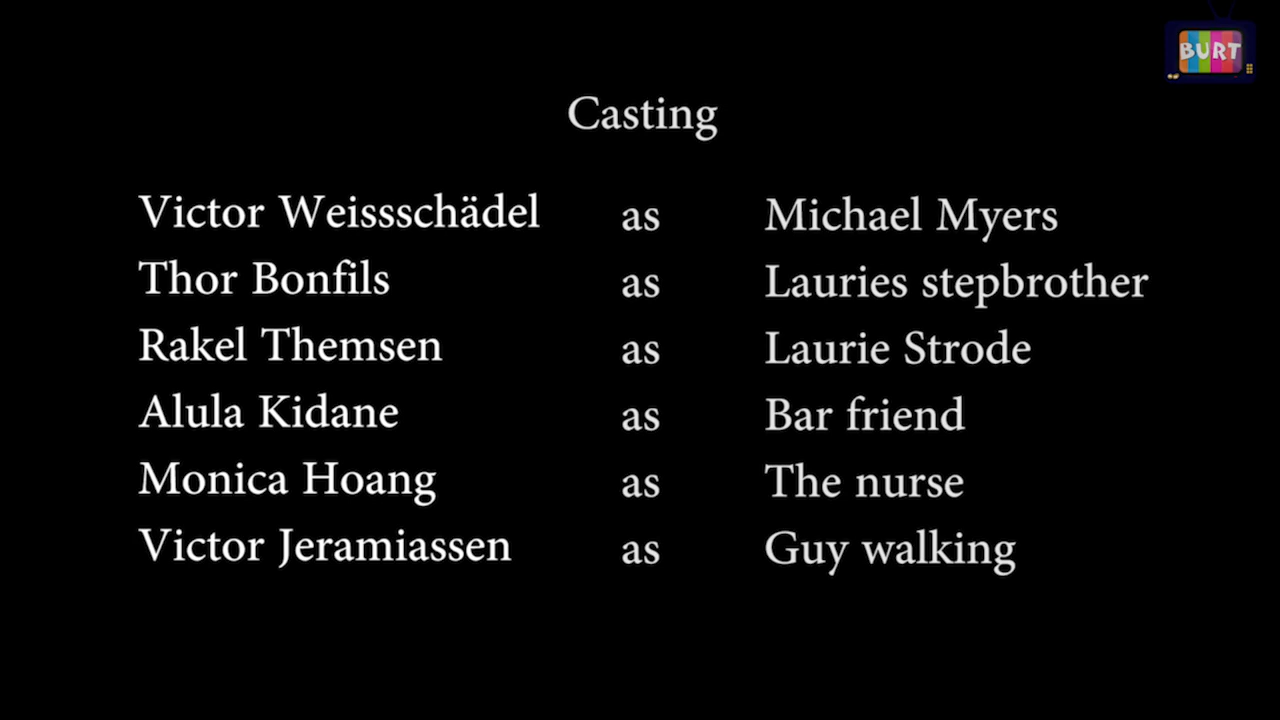 BURT
Casting
Victor Weissschädel as Michael Myers
Thor Bonfils as Lauries stepbrother
Rakel Themsen as Laurie Strode
Alula Kidane as Bar friend
Monica Hoang as The nurse
Victor Jeramiassen as Guy walking